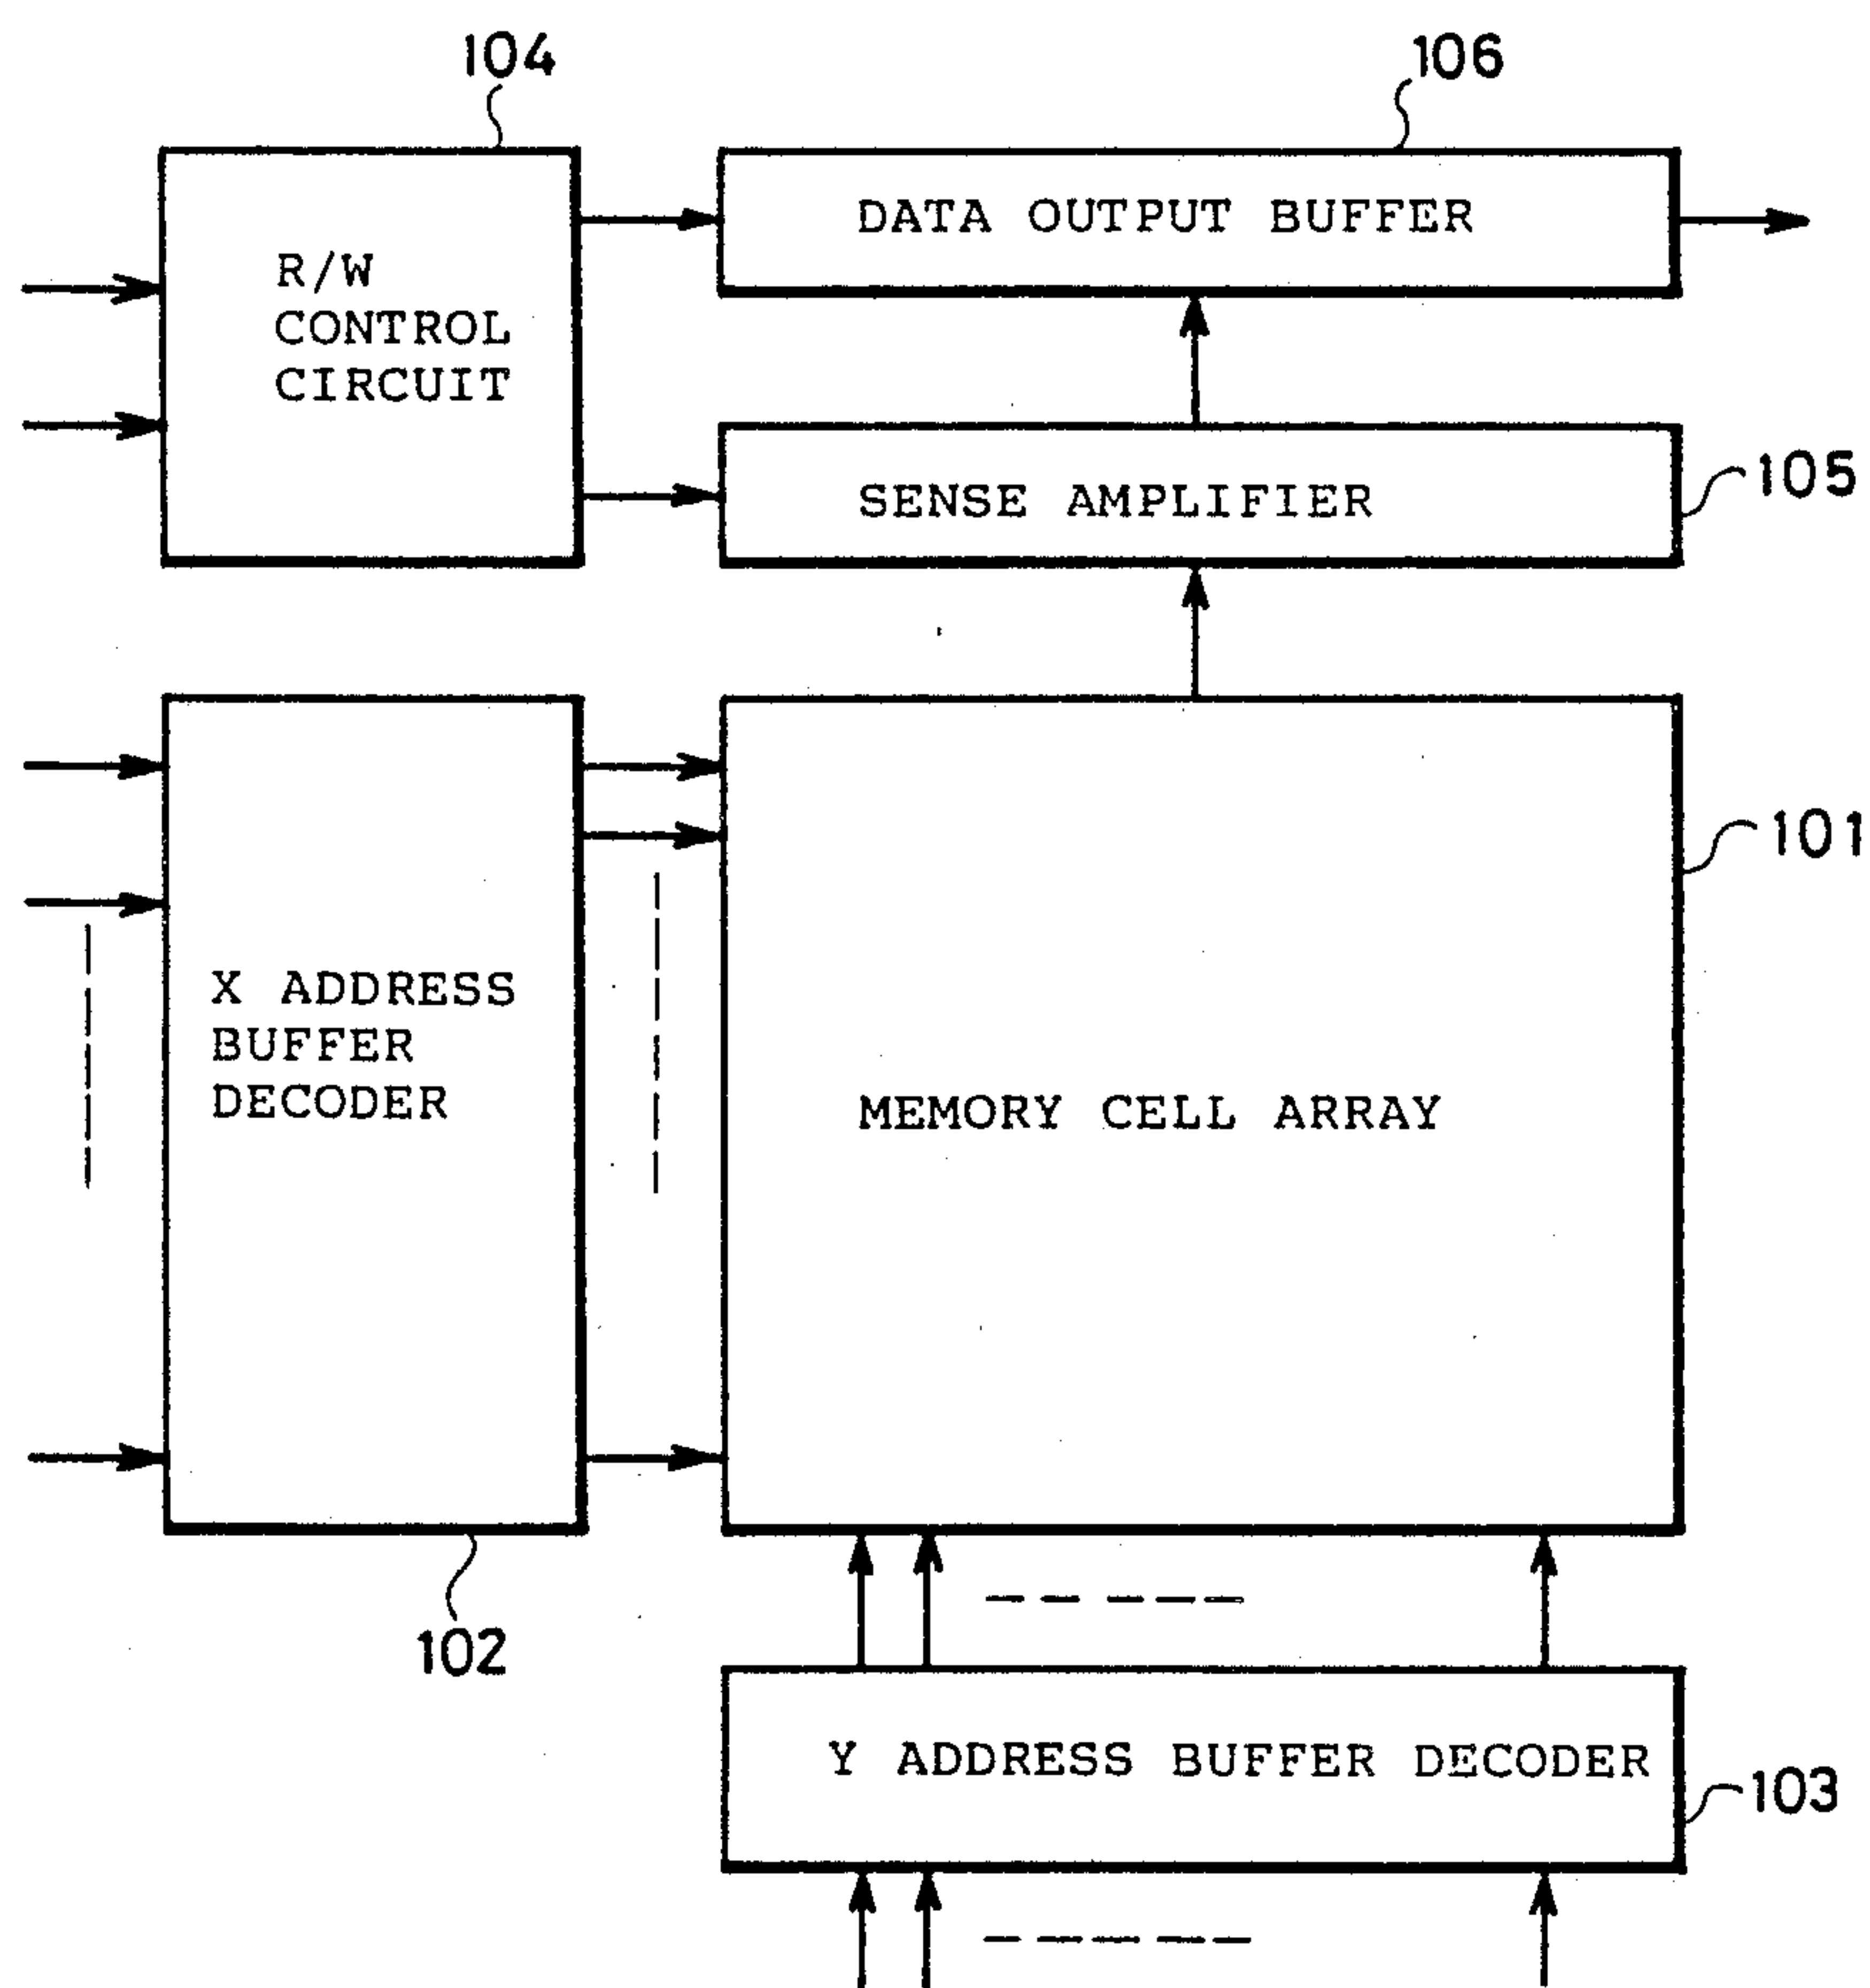 104
106
R/W
CONTROL
CIRCUIT
DATA OUTPUT BUFFER
SENSE AMPLIFIER
105
101
X ADDRESS
BUFFER
DECODER
MEMORY CELL ARRAY
102
Y ADDRESS BUFFER DECODER
103